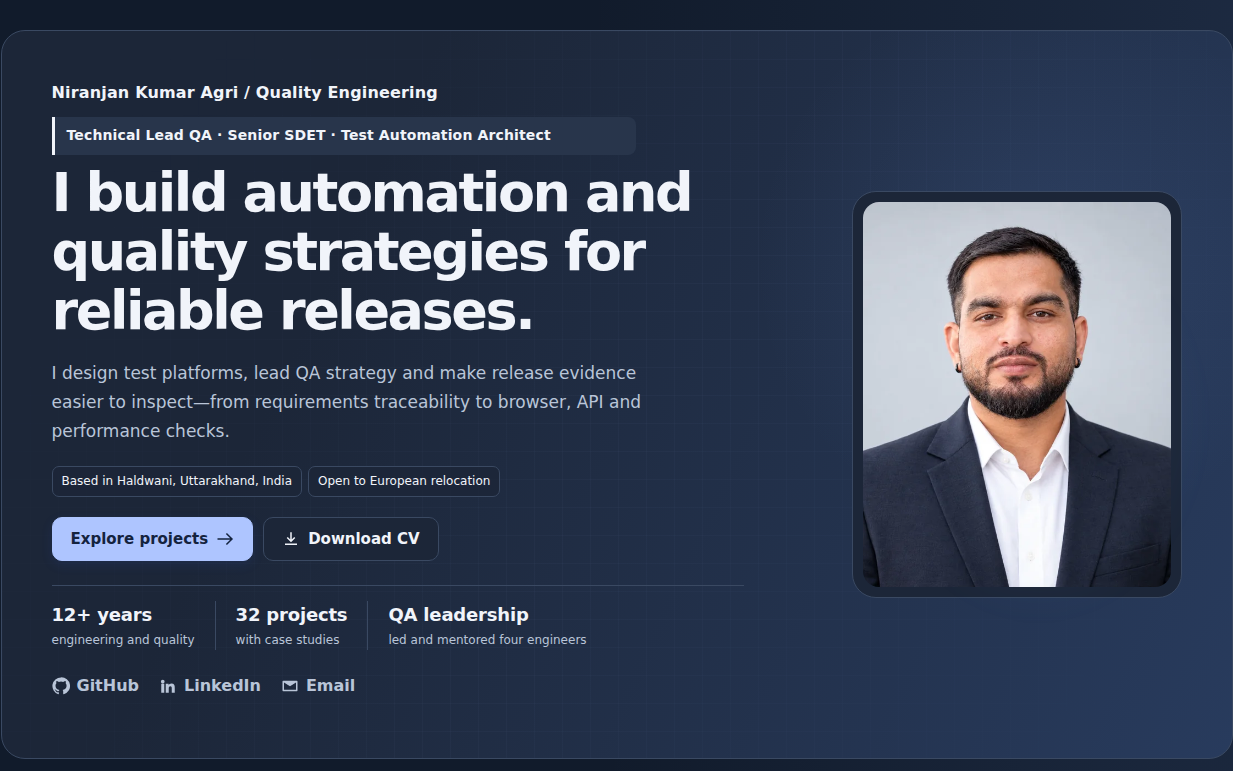 Niranjan Kumar Agri / Quality Engineering
Technical Lead QA · Senior SDET · Test Automation Architect
I build automation and
quality strategies for
reliable releases.
I design test platforms, lead QA strategy and make release evidence
easier to inspect—from requirements traceability to browser, API and
performance checks.
Based in Haldwani, Uttarakhand, India Open to European relocation
Explore projects → Download CV
12+ years 32 projects QA leadership
engineering and quality with case studies led and mentored four engineers
GitHub LinkedIn Email